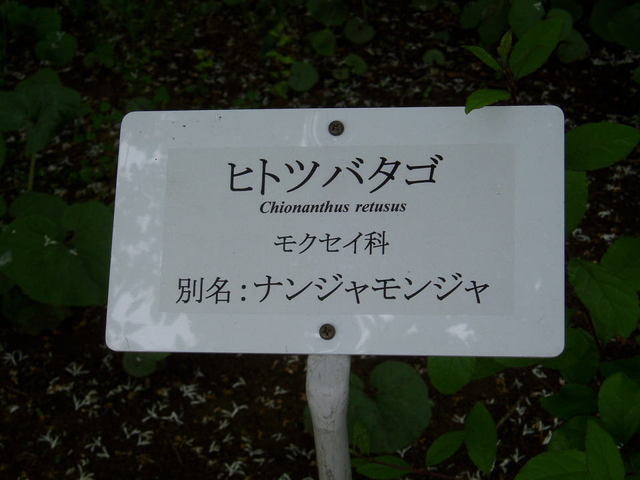 ヒトツバタゴ
Chionanthus retusus
モクセイ科
別名：ナンジャモンジャ